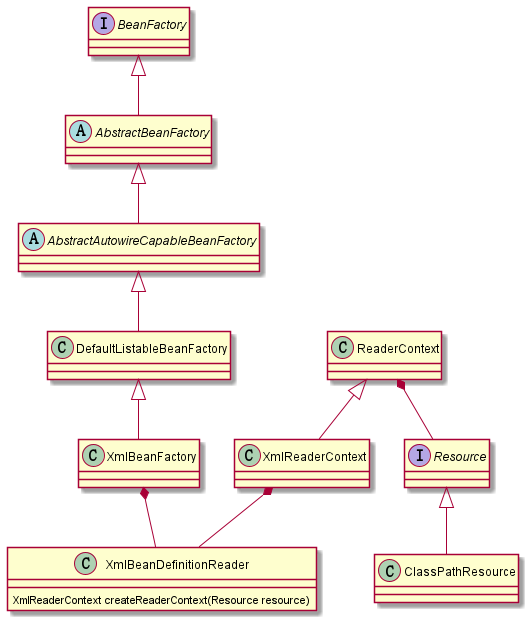 I BeanFactory
A AbstractBeanFactory
A AbstractAutowireCapableBeanFactory
C DefaultListableBeanFactory
C ReaderContext
C XmlBeanFactory
C XmlReaderContext
I Resource
C XmlBeanDefinitionReader
XmlReaderContext createReaderContext(Resource resource)
C ClassPathResource